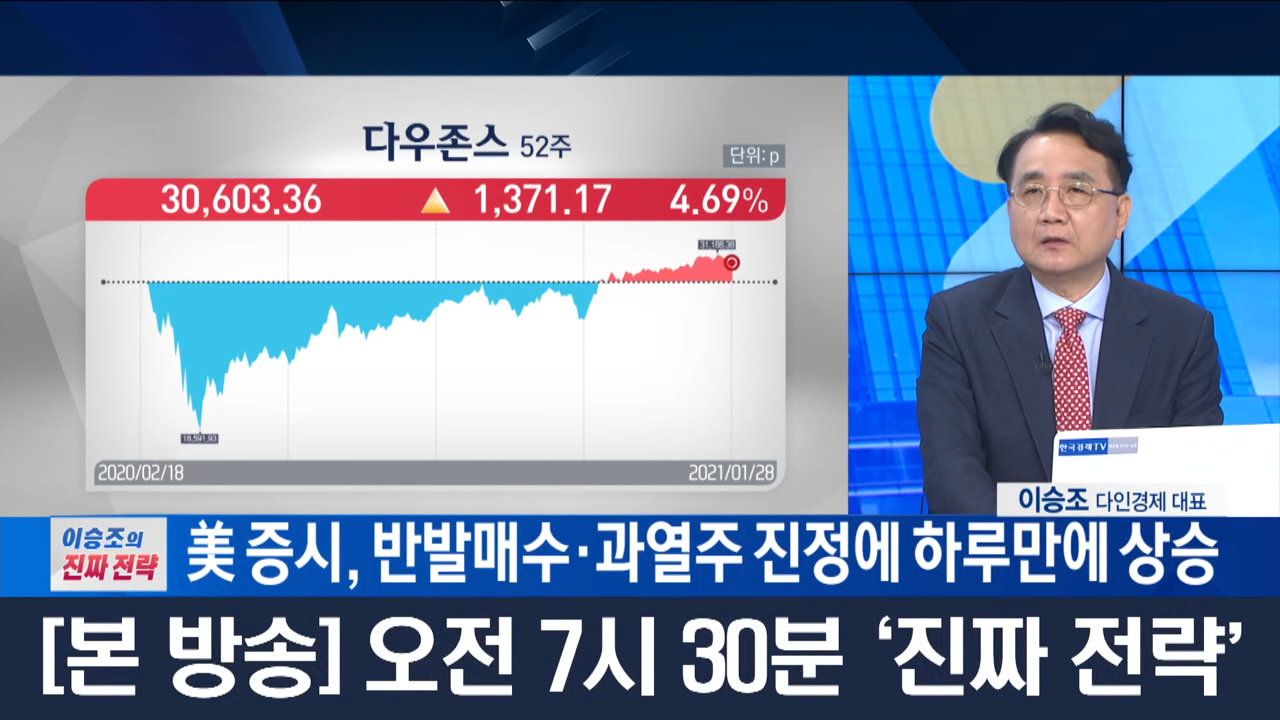 다우존스 52주
단위: p
30,603.36 ▲ 1,371.17 4.69%
31,188.38
18,591.93
2020/02/18 2021/01/28
한국경제TV
이승조 다인경제 대표
이승조의
진짜 전략
美 증시, 반발매수·과열주 진정에 하루만에 상승
[본 방송] 오전 7시 30분 ‘진짜 전략’